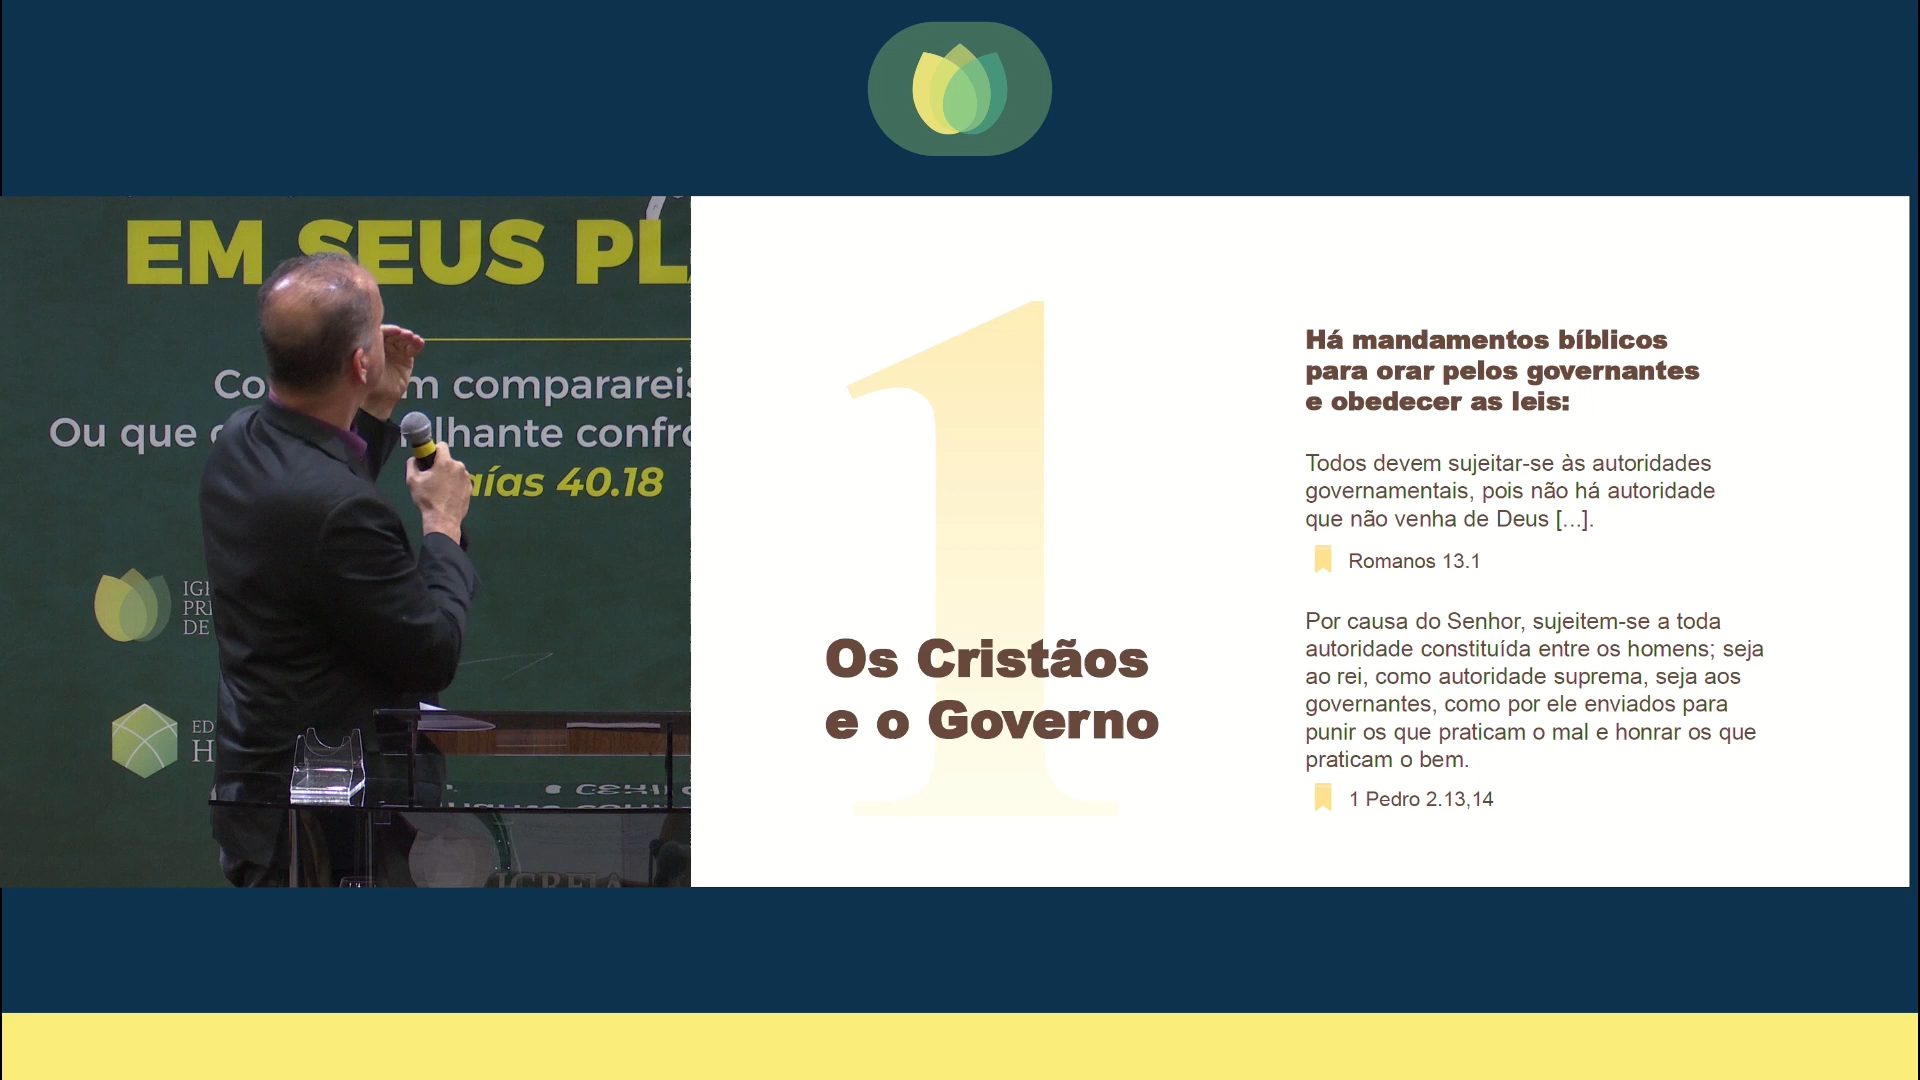 EM SEUS
Co m comparareis
Ou que lhante
aías 40.18
DE
H
1
Os Cristãos
e o Governo
Há mandamentos bíblicos
para orar pelos governantes
e obedecer as leis:
Todos devem sujeitar-se às autoridades
governamentais, pois não há autoridade
que não venha de Deus [...].
Romanos 13.1
Por causa do Senhor, sujeitem-se a toda
autoridade constituída entre os homens; seja
ao rei, como autoridade suprema, seja aos
governantes, como por ele enviados para
punir os que praticam o mal e honrar os que
praticam o bem.
1 Pedro 2.13,14
IGREJA